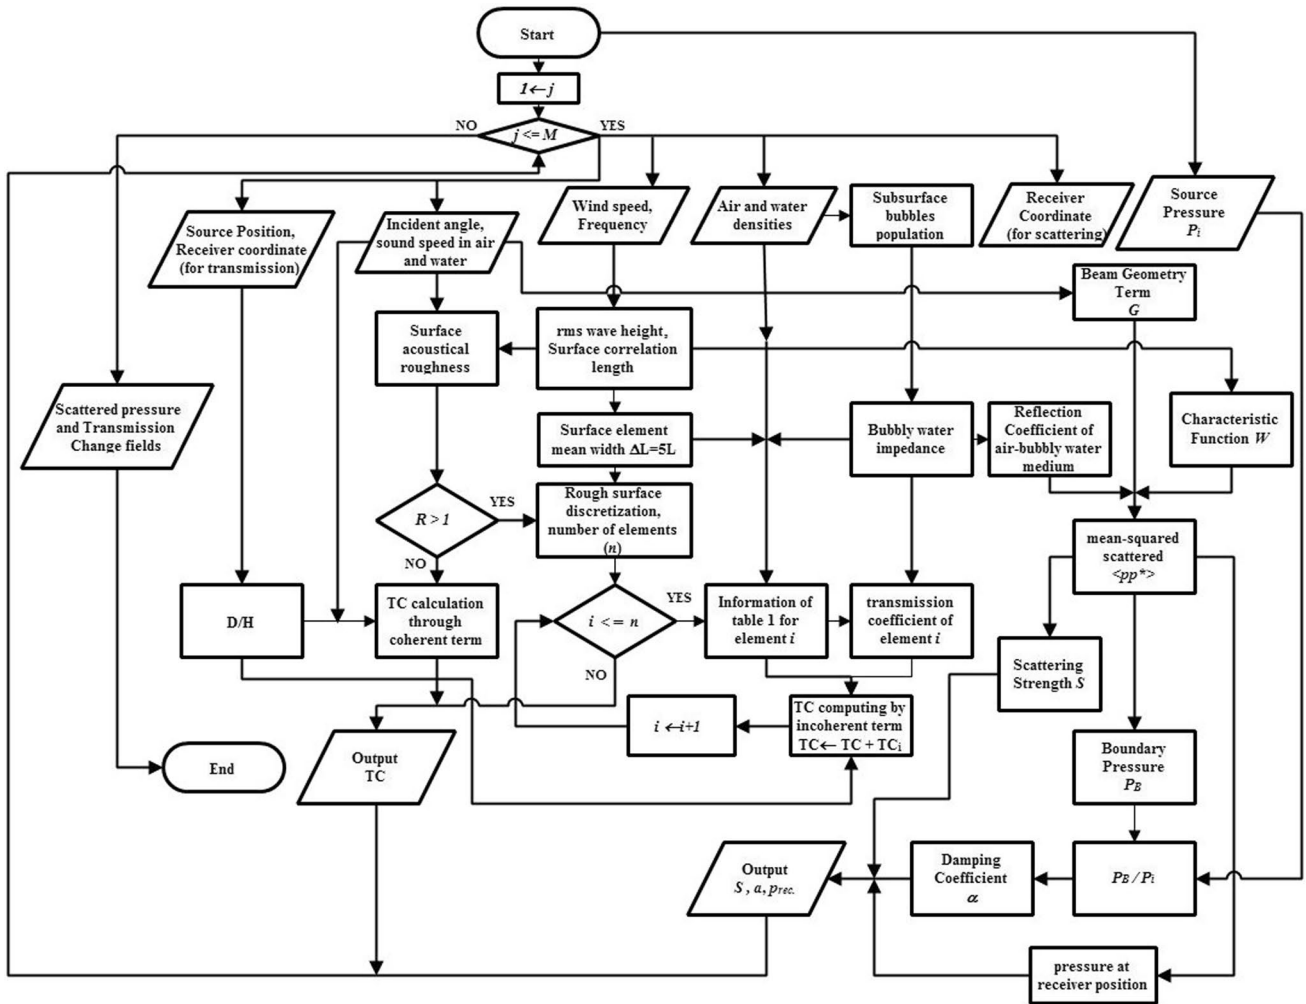 Start
1← j
NO
j <= M
YES
Source Position,
Receiver coordinate
(for transmission)
Incident angle,
sound speed in air
and water
Wind speed,
Frequency
Air and water
densities
Subsurface
bubbles
population
Receiver
Coordinate
(for scattering)
Source
Pressure
Pi
Beam Geometry
Term
G
Surface
acoustical
roughness
rms wave height,
Surface correlation
length
Scattered pressure
and Transmission
Change fields
Surface element
mean width ΔL=5L
Bubbly water
impedance
Reflection
Coefficient of
air-bubbly water
medium
Characteristic
Function W
R > 1
YES
NO
Rough surface
discretization,
number of elements
(n)
mean-squared
scattered
<pp*>
D/H
TC calculation
through
coherent term
i <= n
YES
NO
Information of
table 1 for
element i
transmission
coefficient of
element i
Scattering
Strength S
i ←i+1
TC computing by
incoherent term
TC← TC + TCi
End
Output
TC
Boundary
Pressure
PB
Output
S , a, prec.
Damping
Coefficient
α
PB / Pi
pressure at
receiver position